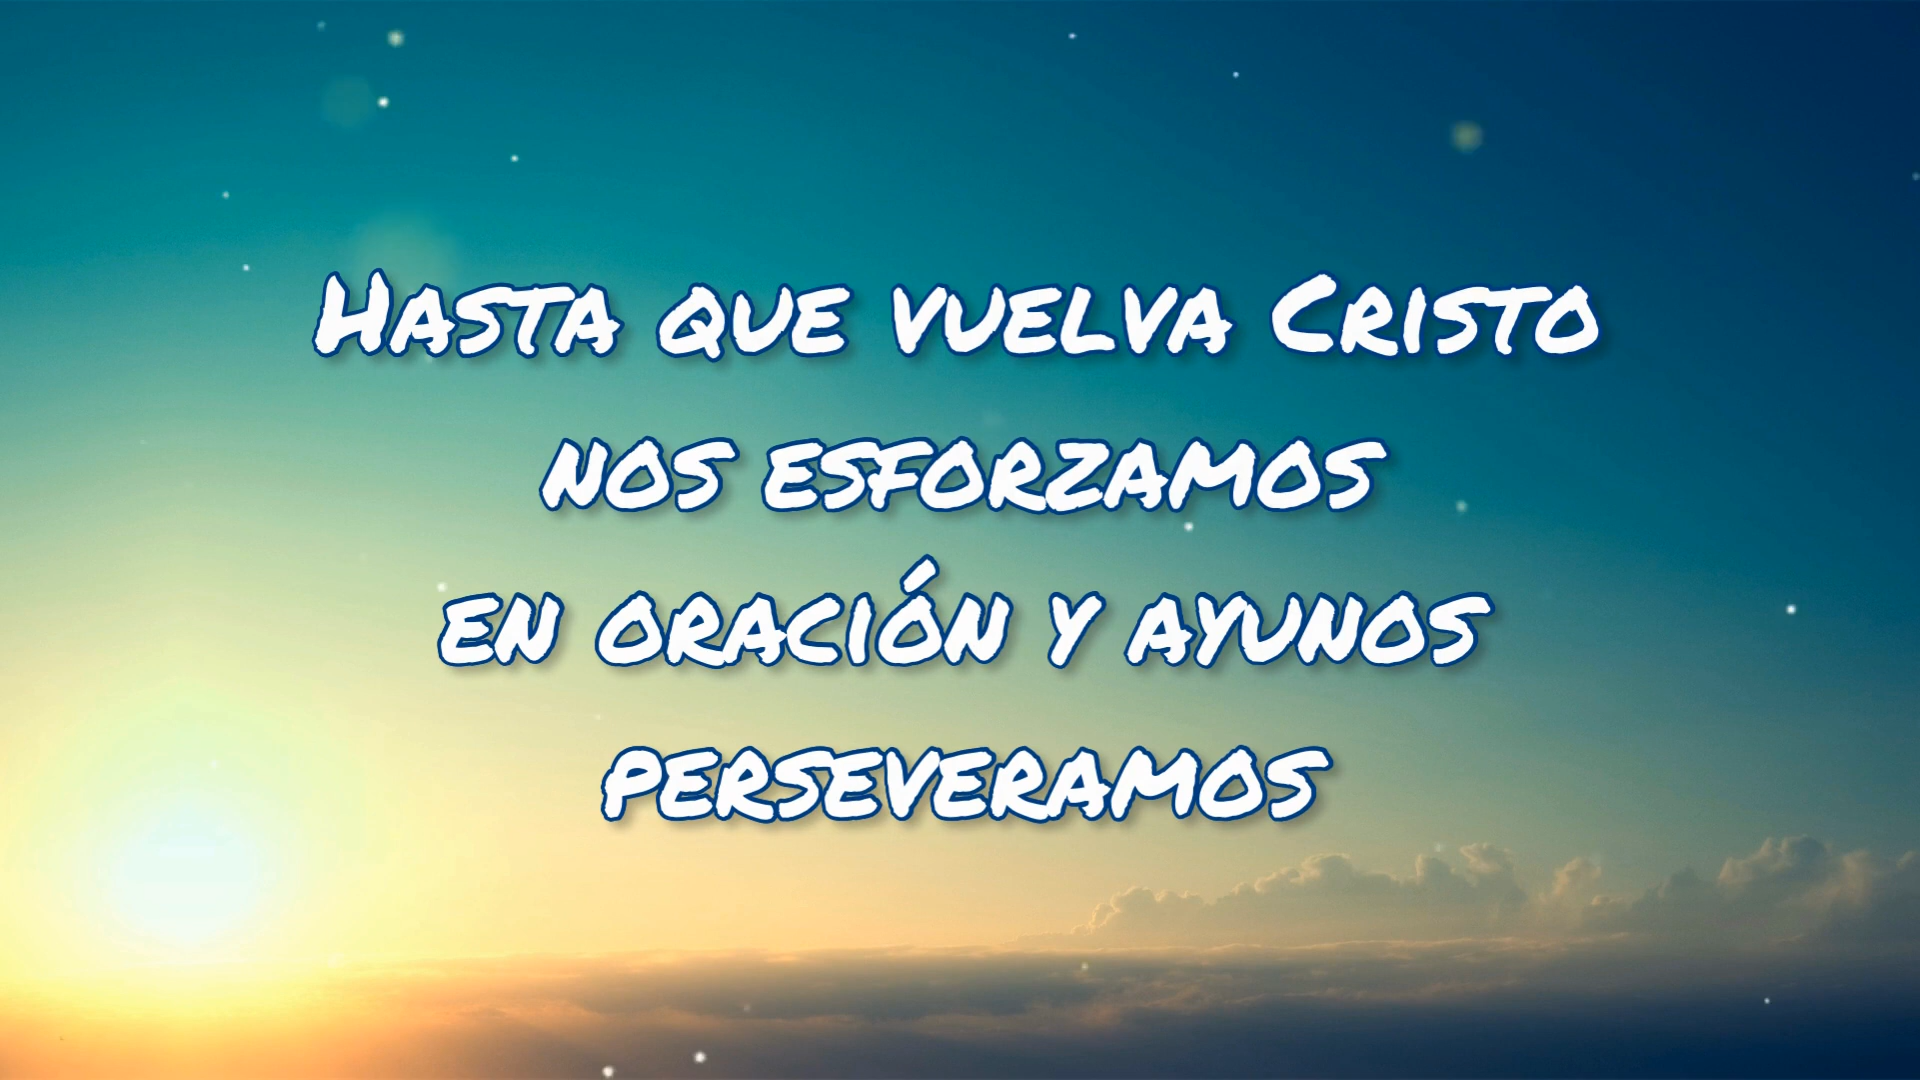 Hasta que vuelva Cristo
nos esforzamos
en oración y ayunos
perseveramos